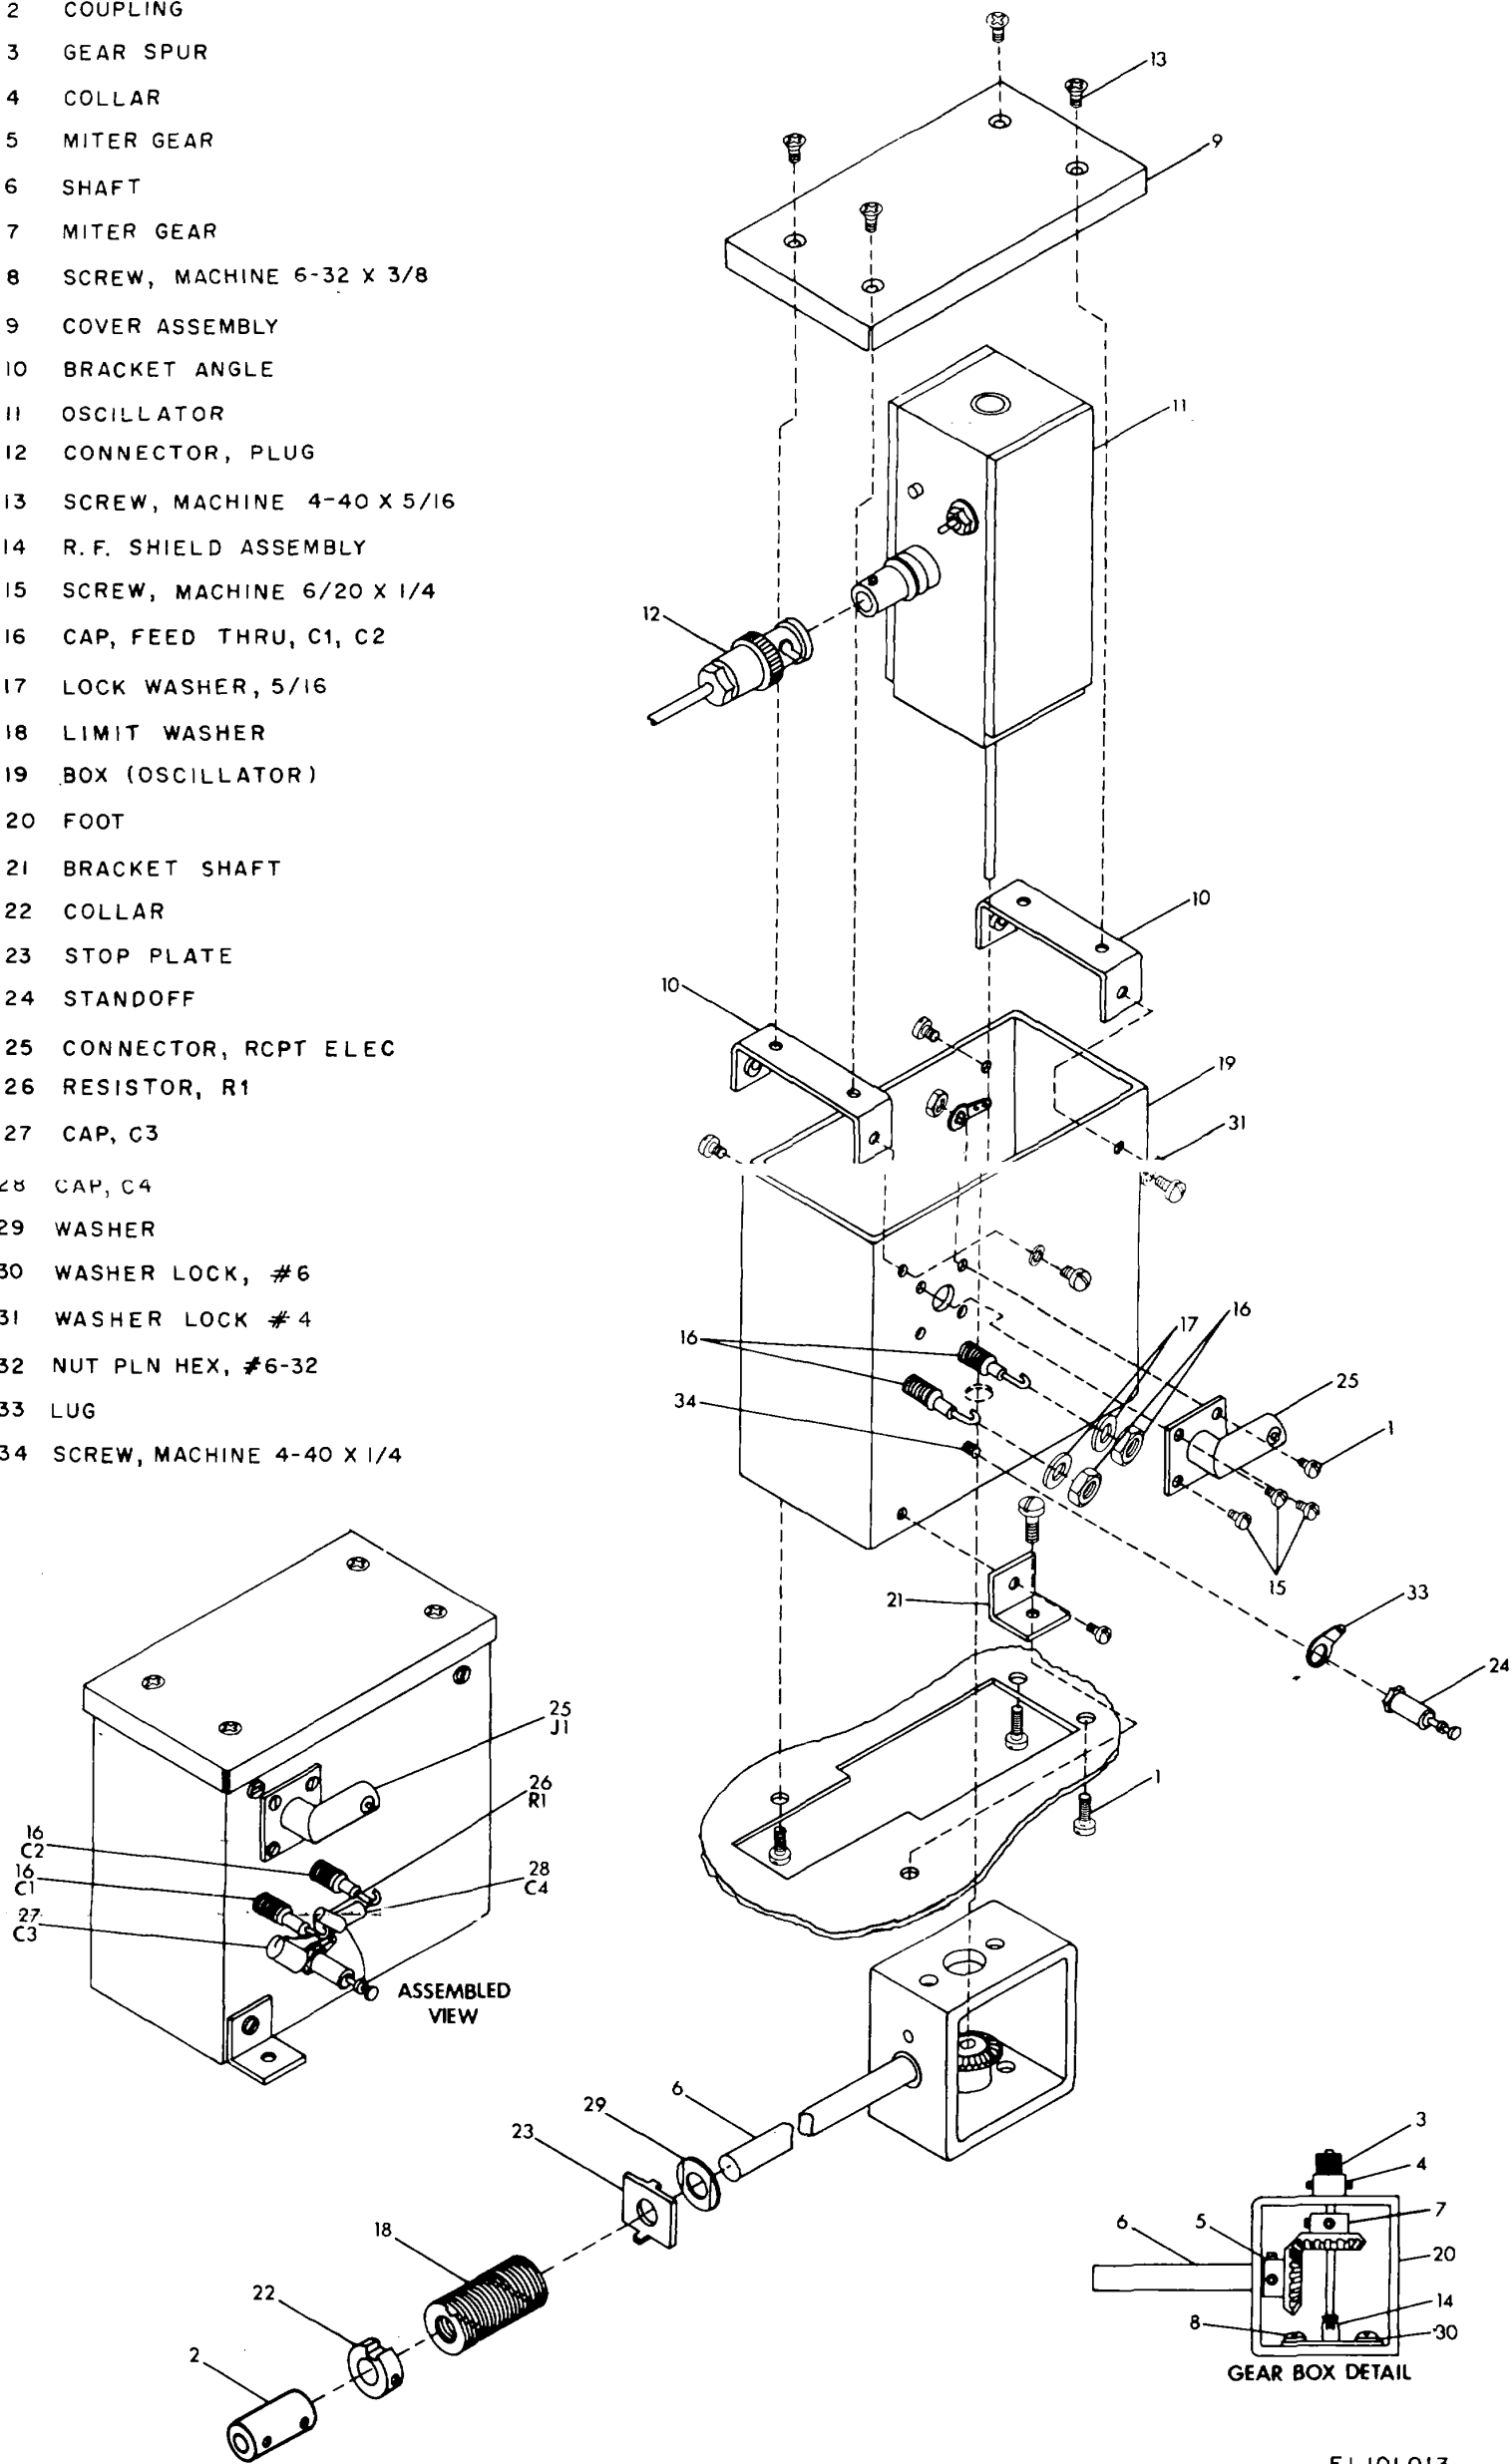 2 COUPLING
3 GEAR SPUR
4 COLLAR
5 MITER GEAR
6 SHAFT
7 MITER GEAR
8 SCREW, MACHINE 6-32 X 3/8
9 COVER ASSEMBLY
10 BRACKET ANGLE
11 OSCILLATOR
12 CONNECTOR, PLUG
13 SCREW, MACHINE 4-40 X 5/16
14 R.F. SHIELD ASSEMBLY
15 SCREW, MACHINE 6/20 X 1/4
16 CAP, FEED THRU, C1, C2
17 LOCK WASHER, 5/16
18 LIMIT WASHER
19 BOX (OSCILLATOR)
20 FOOT
21 BRACKET SHAFT
22 COLLAR
23 STOP PLATE
24 STANDOFF
25 CONNECTOR, RCPT ELEC
26 RESISTOR, R1
27 CAP, C3
28 CAP, C4
29 WASHER
30 WASHER LOCK, #6
31 WASHER LOCK #4
32 NUT PLN HEX, #6-32
33 LUG
34 SCREW, MACHINE 4-40 X 1/4
13
9
11
12
10
10
19
31
16
17
16
34
25
1
15
21
33
24
1
25
J1
26
R1
16
C2
16
C1
28
C4
27
C3
ASSEMBLED
VIEW
6
29
23
18
22
2
3
4
7
5
6
20
14
8
30
GEAR BOX DETAIL